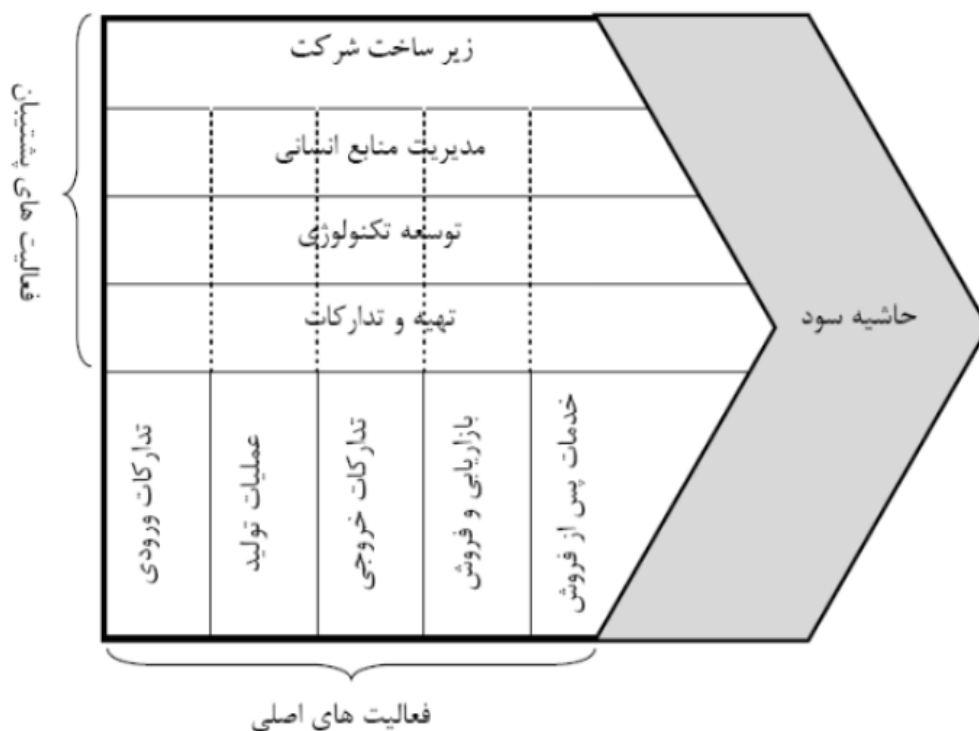 زیر ساخت شرکت
مدیریت منابع انسانی
توسعه تکنولوژی
تهیه و تدارکات
فعالیت های پشتیبان
حاشیه سود
تدارکات ورودی
عملیات تولید
تدارکات خروجی
بازاریابی و فروش
خدمات پس از فروش
فعالیت های اصلی